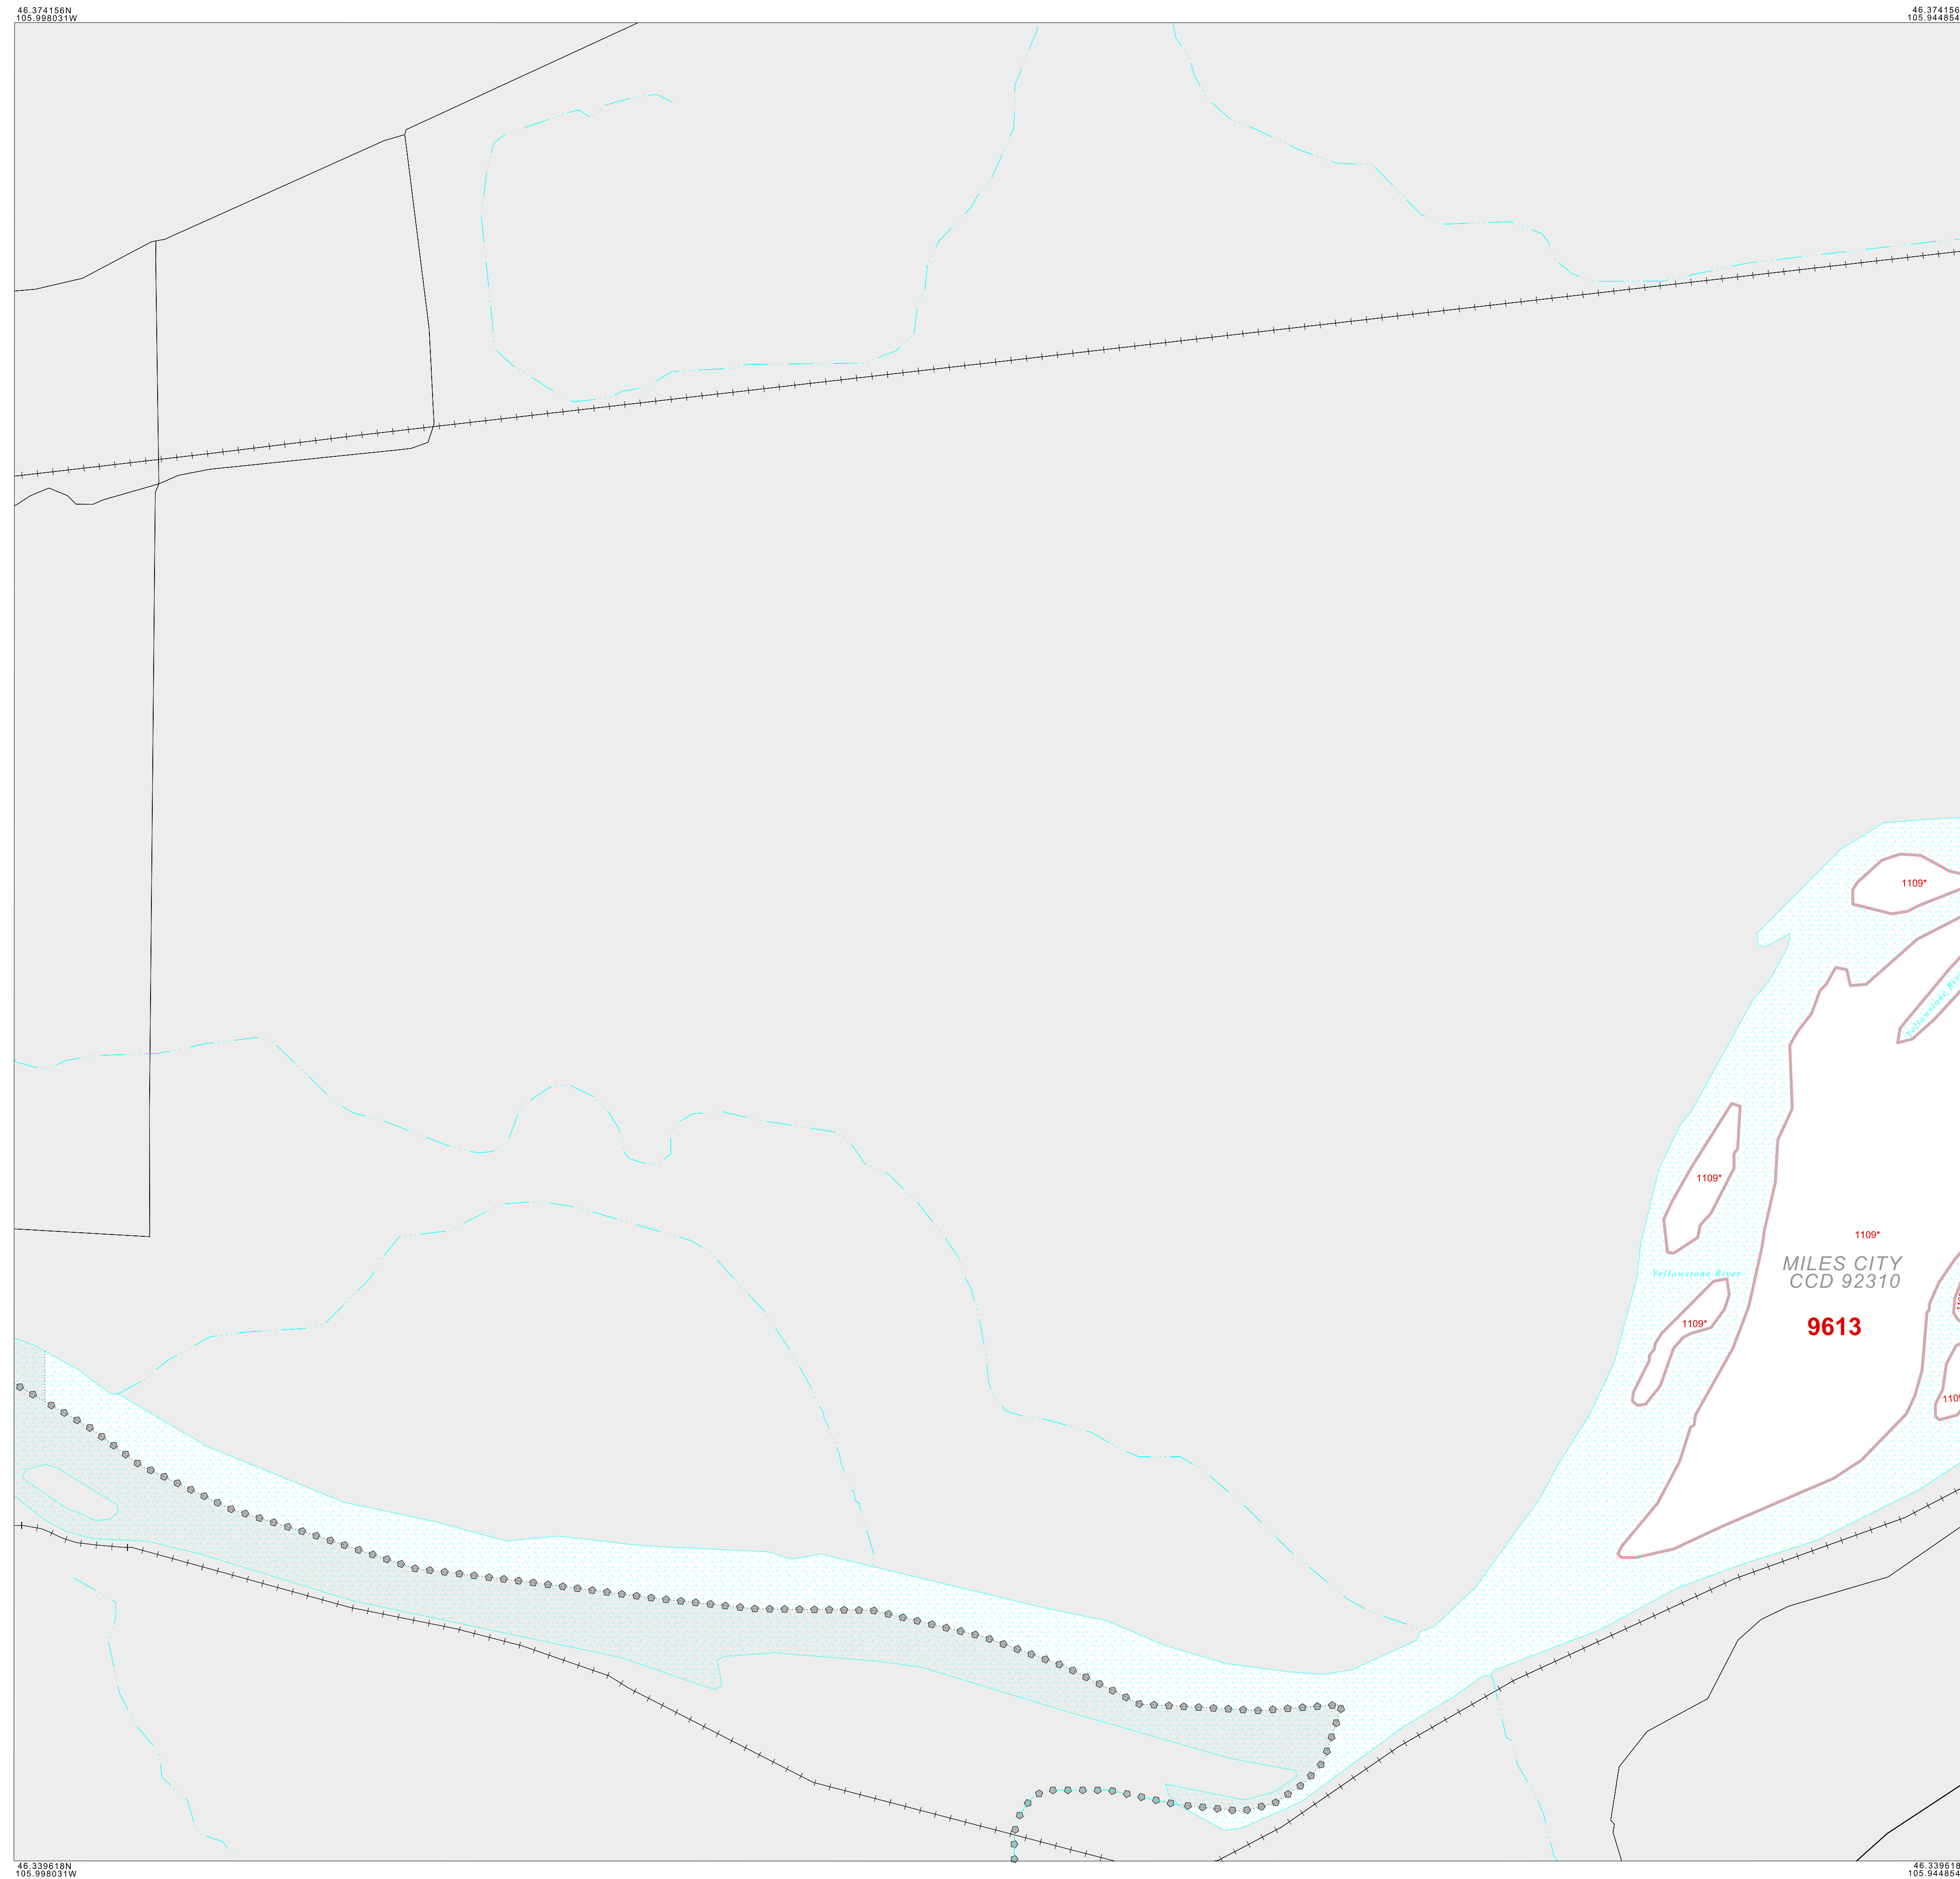 46.374156N
105.998031W
46.374156
105.944854
1109*
Yellowstone
1109*
1109*
MILES CITY
CCD 92310
Yellowstone River
9613
1109*
46.339618N
105.998031W
46.339618
105.944854